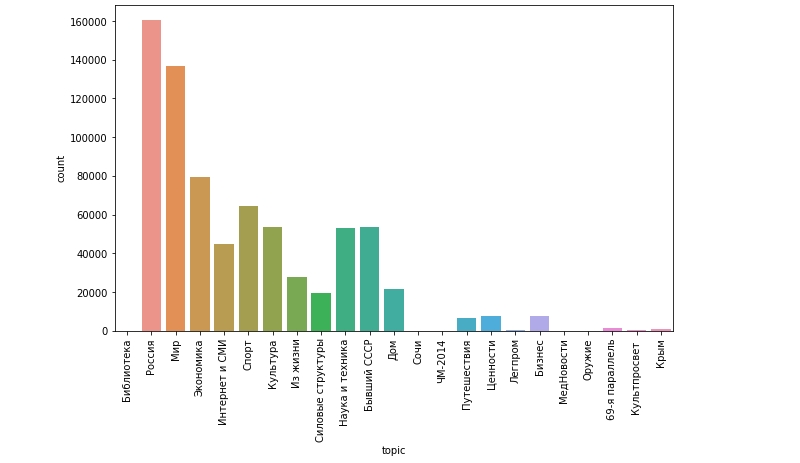 160000
140000
120000
100000
80000
60000
40000
20000
0
count
Библиотека
Россия
Мир
Экономика
Интернет и СМИ
Спорт
Культура
Из жизни
Силовые структуры
Наука и техника
Бывший СССР
Дом
Сочи
ЧМ-2014
Путешествия
Ценности
Легпром
Бизнес
МедНовости
Оружие
69-я параллель
Культпросвет
Крым
topic